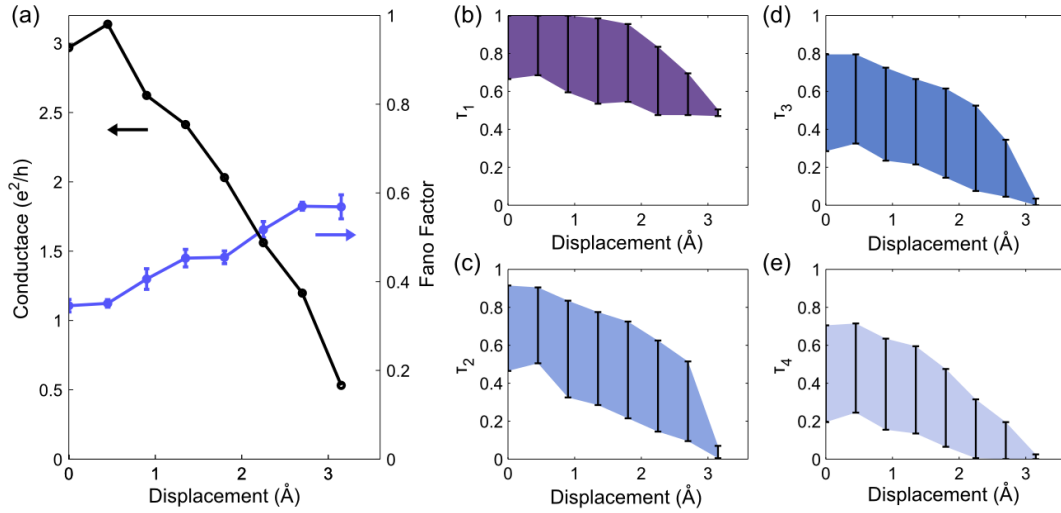 (a)
3
2.5
2
1.5
1
0.5
0
Conductace (e²/h)
1
0.8
0.6
0.4
0.2
0
Fano Factor
0 1 2 3
Displacement (Å)
(b)
1
0.8
0.6
0.4
0.2
0
τ1
0 1 2 3
Displacement (Å)
(c)
1
0.8
0.6
0.4
0.2
0
τ2
0 1 2 3
Displacement (Å)
(d)
1
0.8
0.6
0.4
0.2
0
τ3
0 1 2 3
Displacement (Å)
(e)
1
0.8
0.6
0.4
0.2
0
τ4
0 1 2 3
Displacement (Å)